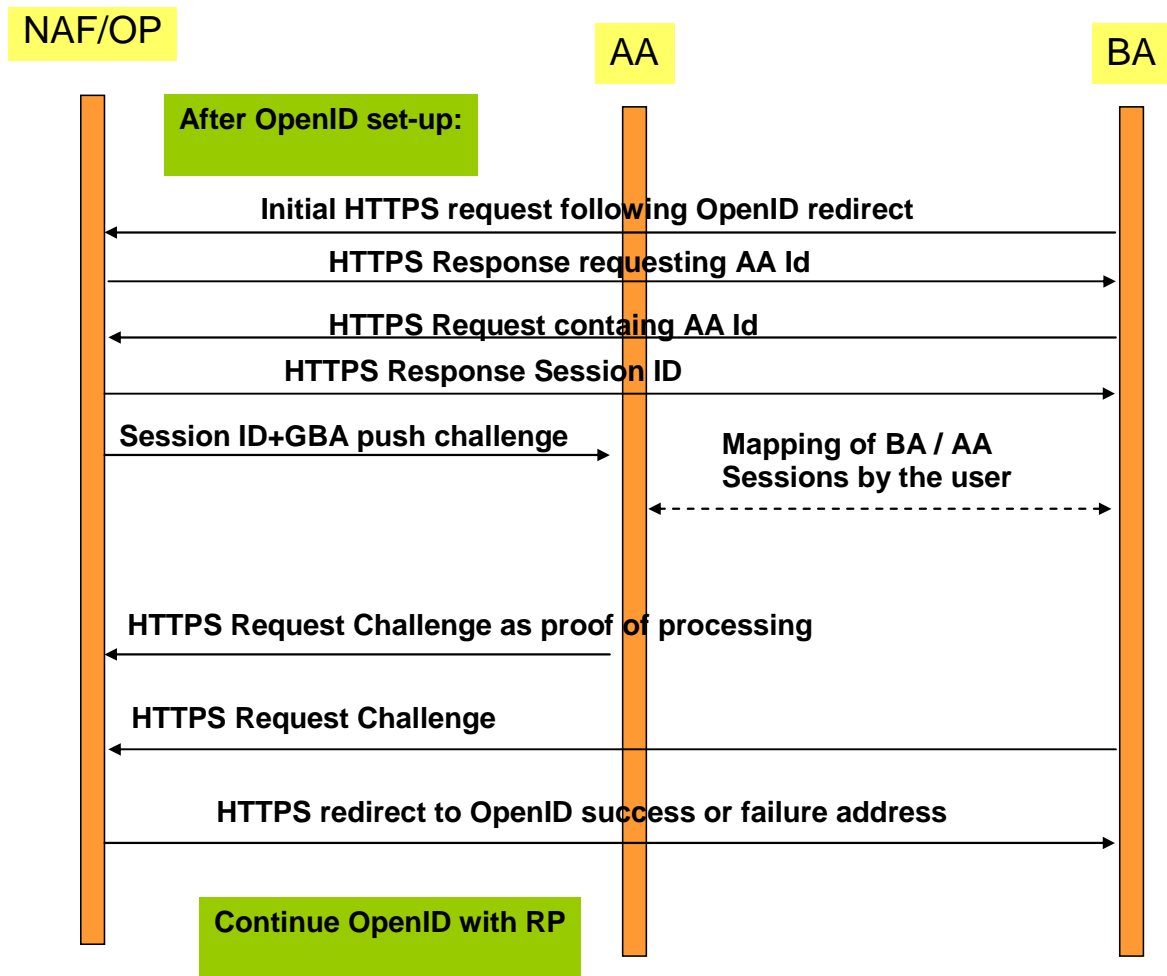 NAF/OP
AA
BA
After OpenID set-up:
Initial HTTPS request following OpenID redirect
HTTPS Response requesting AA Id
HTTPS Request containg AA Id
HTTPS Response Session ID
Session ID+GBA push challenge
Mapping of BA / AA
Sessions by the user
HTTPS Request Challenge as proof of processing
HTTPS Request Challenge
HTTPS redirect to OpenID success or failure address
Continue OpenID with RP